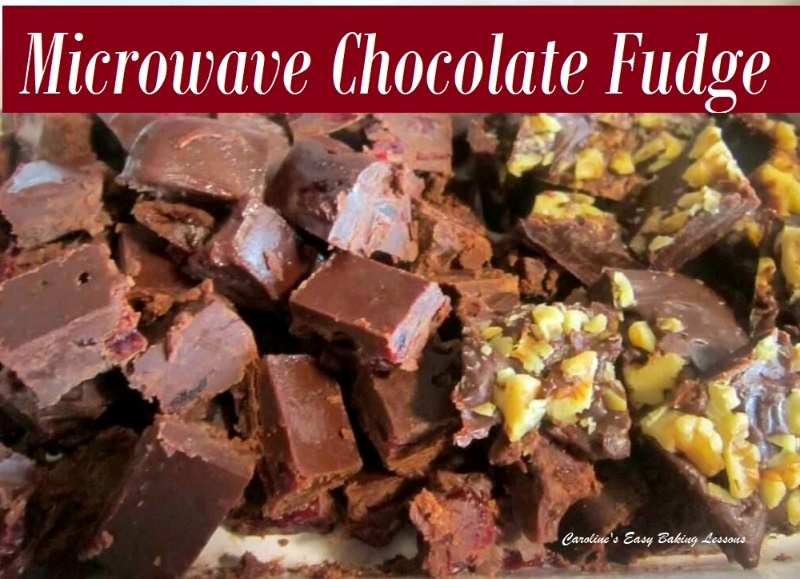 Microwave Chocolate Fudge
Caroline's Easy Baking Lessons